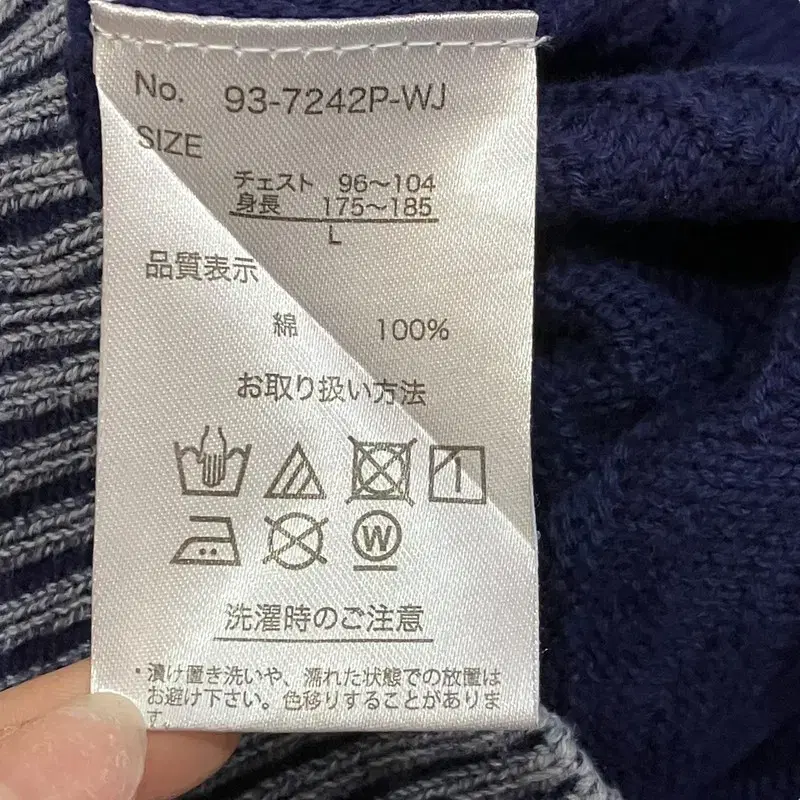 No. 93-7242P-WJ
SIZE
チェスト 96〜104
身長 175〜185
L
品質表示
綿 100%
お取り扱い方法
W
洗濯時のご注意
・漬け置き洗いや、濡れた状態での放置は
お避け下さい。色移りすることがありま
す。